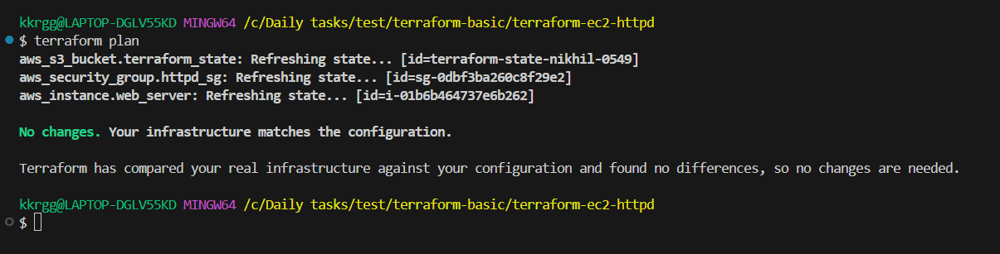 kkrgg@LAPTOP-DGLV55KD MINGW64 /c/Daily tasks/test/terraform-basic/terraform-ec2-httpd
$ terraform plan
aws_s3_bucket.terraform_state: Refreshing state... [id=terraform-state-nikhil-0549]
aws_security_group.httpd_sg: Refreshing state... [id=sg-0dbf3ba260c8f29e2]
aws_instance.web_server: Refreshing state... [id=i-01b6b464737e6b262]
No changes. Your infrastructure matches the configuration.
Terraform has compared your real infrastructure against your configuration and found no differences, so no changes are needed.
kkrgg@LAPTOP-DGLV55KD MINGW64 /c/Daily tasks/test/terraform-basic/terraform-ec2-httpd
$